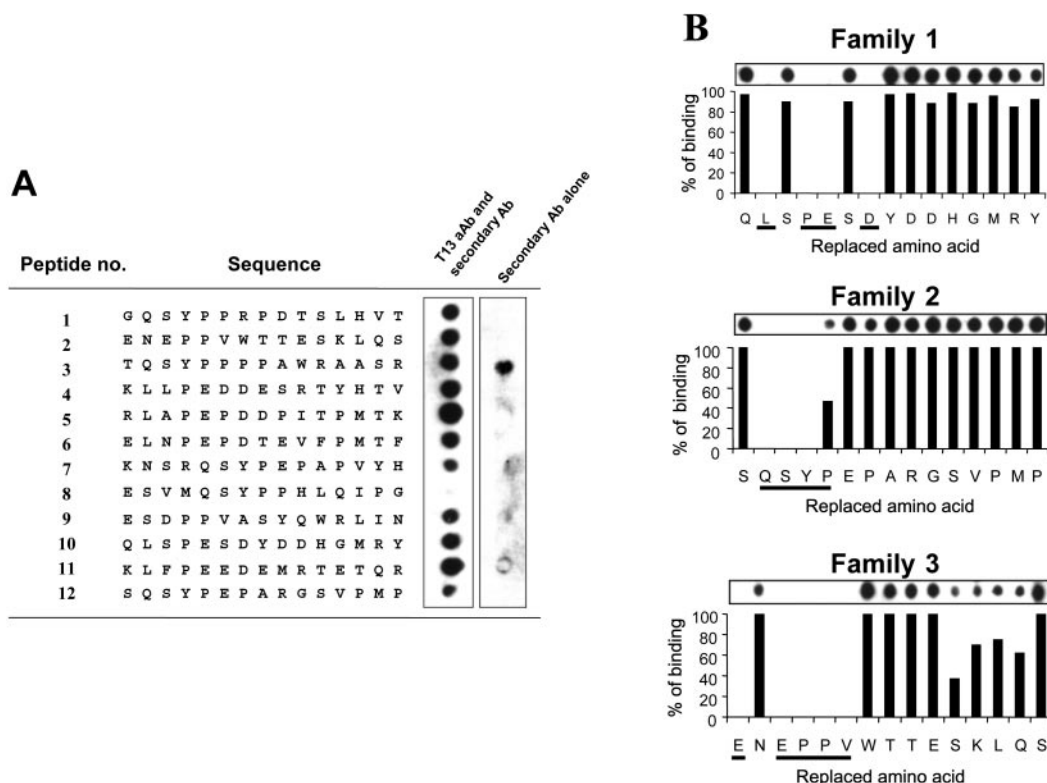 A
Peptide no. Sequence T13 aAb and secondary Ab Secondary Ab alone
1 G Q S Y P P R P D T S L H V T
2 E N E P P V W T T E S K L Q S
3 T Q S Y P P P P A W R A A S R
4 K L L P E D D E S R T Y H T V
5 R L A P E P D D P I T P M T K
6 E L N P E P D T E V F P M T F
7 K N S R Q S Y P E P A P V Y H
8 E S V M Q S Y P P H L Q I P G
9 E S D P P V A S Y Q W R L I N
10 Q L S P E S D Y D D H G M R Y
11 K L F P E E D E M R T E T Q R
12 S Q S Y P E P A R G S V P M P
B
Family 1
% of binding
100
80
60
40
20
0
Q L S P E S D Y D D H G M R Y
Replaced amino acid
Family 2
% of binding
100
80
60
40
20
0
S Q S Y P E P A R G S V P M P
Replaced amino acid
Family 3
% of binding
100
80
60
40
20
0
E N E P P V W T T E S K L Q S
Replaced amino acid